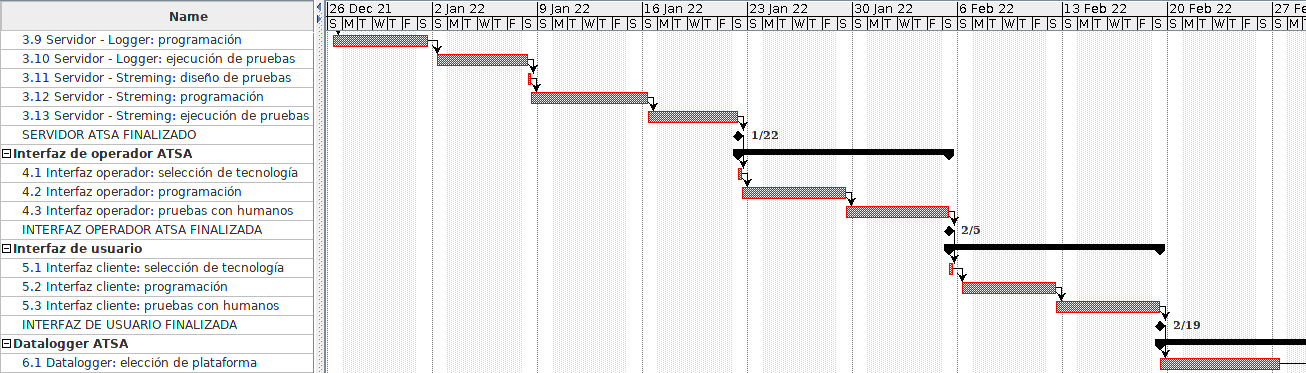 Name
26 Dec 21 2 Jan 22 9 Jan 22 16 Jan 22 23 Jan 22 30 Jan 22 6 Feb 22 13 Feb 22 20 Feb 22 27 Fe
S M T W T F S S M T W T F S S M T W T F S S M T W T F S S M T W T F S S M T W T F S S M T W T F S S M T W T F S S M T W T F S S M
3.9 Servidor - Logger: programación
3.10 Servidor - Logger: ejecución de pruebas
3.11 Servidor - Streming: diseño de pruebas
3.12 Servidor - Streming: programación
3.13 Servidor - Streming: ejecución de pruebas
SERVIDOR ATSA FINALIZADO 1/22
Interfaz de operador ATSA
4.1 Interfaz operador: selección de tecnología
4.2 Interfaz operador: programación
4.3 Interfaz operador: pruebas con humanos
INTERFAZ OPERADOR ATSA FINALIZADA 2/5
Interfaz de usuario
5.1 Interfaz cliente: selección de tecnología
5.2 Interfaz cliente: programación
5.3 Interfaz cliente: pruebas con humanos
INTERFAZ DE USUARIO FINALIZADA 2/19
Datalogger ATSA
6.1 Datalogger: elección de plataforma